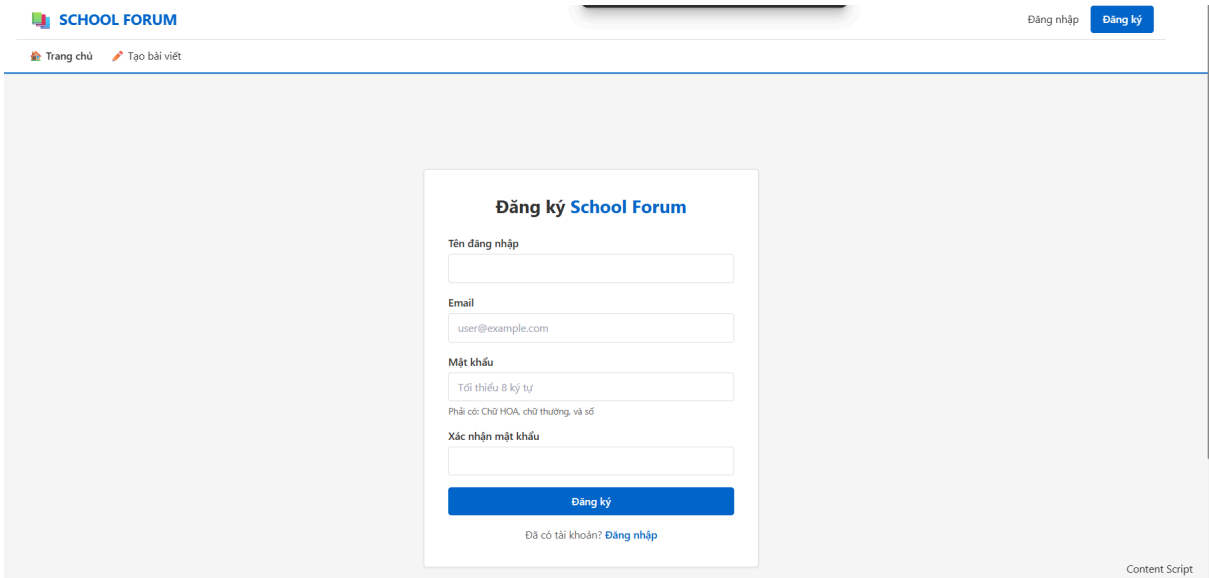 SCHOOL FORUM
Đăng nhập
Đăng ký
Trang chủ
Tạo bài viết
Đăng ký School Forum
Tên đăng nhập
Email
user@example.com
Mật khẩu
Tối thiểu 8 ký tự
Phải có: Chữ HOA, chữ thường, và số
Xác nhận mật khẩu
Đăng ký
Đã có tài khoản? Đăng nhập
Content Script